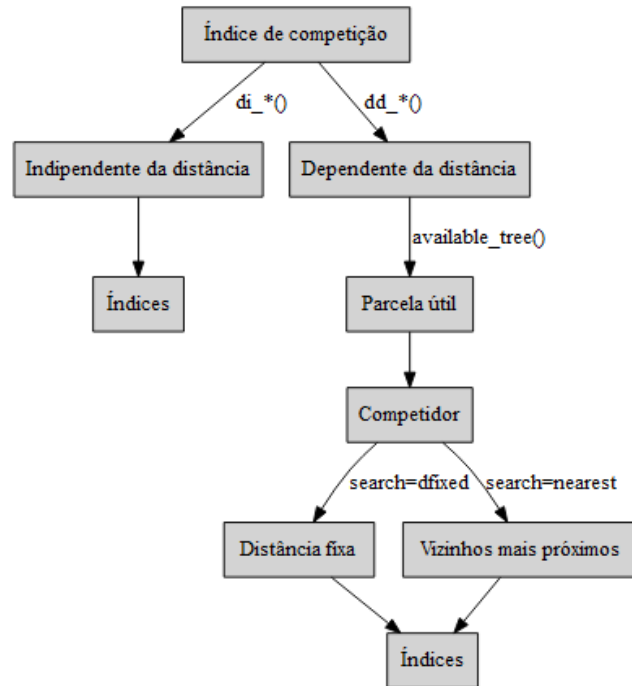 Índice de competição
di_*()
dd_*()
Indipendente da distância
Dependente da distância
available_tree()
Índices
Parcela útil
Competidor
search=dfixed
search=nearest
Distância fixa
Vizinhos mais próximos
Índices